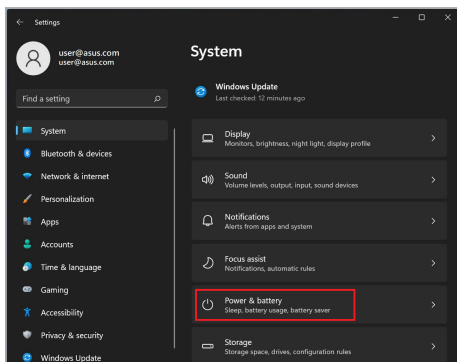 Settings
user@asus.com
user@asus.com
Find a setting
System
Bluetooth & devices
Network & internet
Personalization
Apps
Accounts
Time & language
Gaming
Accessibility
Privacy & security
Windows Update
System
Windows Update
Last checked: 12 minutes ago
Display
Monitors, brightness, night light, display profile
Sound
Volume levels, output, input, sound devices
Notifications
Alerts from apps and system
Focus assist
Notifications, automatic rules
Power & battery
Sleep, battery usage, battery saver
Storage
Storage space, drives, configuration rules